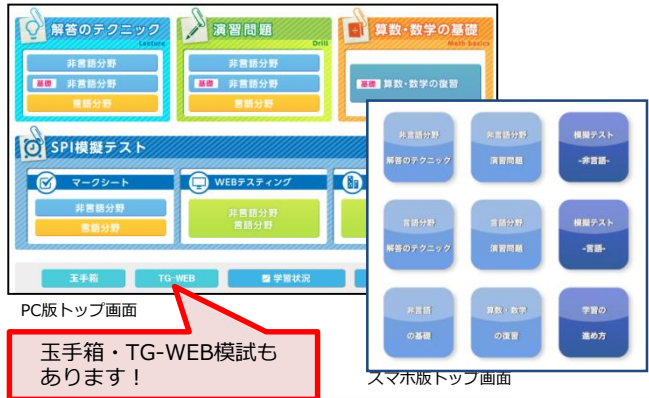 解答のテクニック
Lecture
非言語分野
基礎 非言語分野
言語分野
演習問題
Drill
非言語分野
非言語分野
言語分野
算数・数学の基礎
Math basics
基礎 算数・数学の復習
SPI模擬テスト
マークシート
非言語分野
言語分野
WEBテスティング
非言語分野
言語分野
玉手箱
TG-WEB
学習状況
PC版トップ画面
玉手箱・TG-WEB模試も
あります！
非言語分野
解答のテクニック
非言語分野
演習問題
模擬テスト
-非言語-
言語分野
解答のテクニック
言語分野
演習問題
模擬テスト
-言語-
非言語
の基礎
算数・数学
の復習
学習の
進め方
スマホ版トップ画面